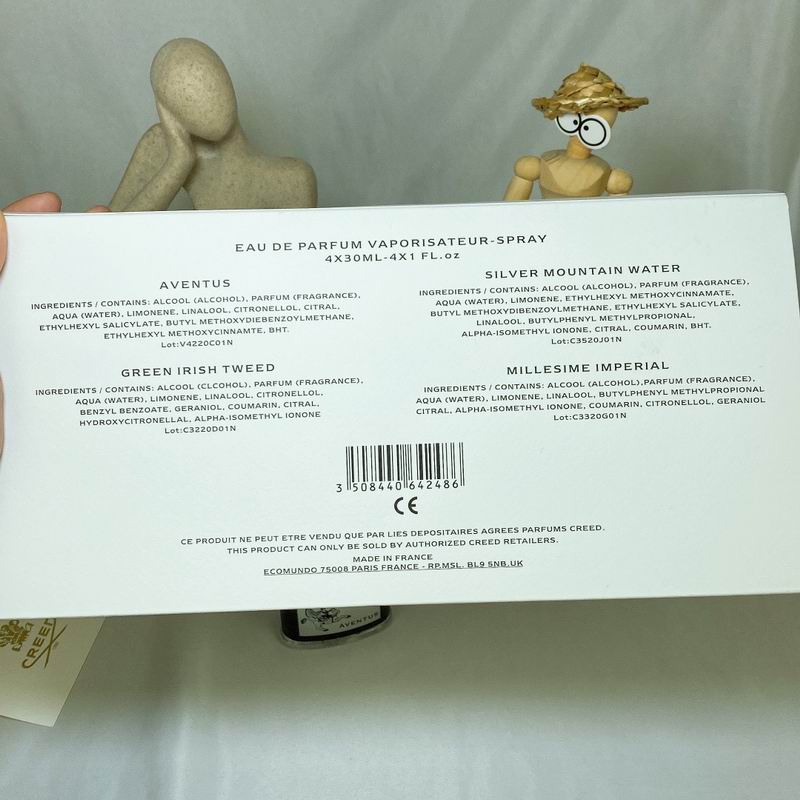 EAU DE PARFUM VAPORISATEUR-SPRAY
4X30ML-4X1 FL.oz
AVENTUS
INGREDIENTS / CONTAINS: ALCOOL (ALCOHOL), PARFUM (FRAGRANCE),
AQUA (WATER), LIMONENE, LINALOOL, CITRONELLOL, CITRAL,
ETHYLHEXYL SALICYLATE, BUTYL METHOXYDIEBENZOYLMETHANE,
ETHYLHEXYL METHOXYCINNAMTE, BHT.
Lot:V4220C01N
SILVER MOUNTAIN WATER
INGREDIENTS / CONTAINS: ALCOOL (ALCOHOL), PARFUM (FRAGRANCE),
AQUA (WATER), LIMONENE, ETHYLHEXYL METHOXYCINNAMATE,
BUTYL METHOXYDIBENZOYLMETHANE, ETHYLHEXYL SALICYLATE,
LINALOOL, BUTYLPHENYL METHYLPROPIONAL,
ALPHA-ISOMETHYL IONONE, CITRAL, COUMARIN, BHT.
Lot:C3520J01N
GREEN IRISH TWEED
INGREDIENTS / CONTAINS: ALCOOL (CLCOHOL), PARFUM (FRAGRANCE),
AQUA (WATER), LIMONENE, LINALOOL, CITRONELLOL,
BENZYL BENZOATE, GERANIOL, COUMARIN, CITRAL,
HYDROXYCITRONELLAL, ALPHA-ISOMETHYL IONONE
Lot:C3220D01N
MILLESIME IMPERIAL
INGREDIENTS / CONTAINS: ALCOOL (ALCOHOL),PARFUM (FRAGRANCE),
AQUA (WATER), LIMONENE, LINALOOL, BUTYLPHENYL METHYLPROPIONAL
CITRAL, ALPHA-ISOMETHYL IONONE, COUMARIN, CITRONELLOL, GERANIOL
Lot:C3320G01N
3 508440 642486
CE
CE PRODUIT NE PEUT ETRE VENDU QUE PAR LIES DEPOSITAIRES AGREES PARFUMS CREED.
THIS PRODUCT CAN ONLY BE SOLD BY AUTHORIZED CREED RETAILERS.
MADE IN FRANCE
ECOMUNDO 75008 PARIS FRANCE - RP.MSL. BL9 5NB.UK
AVENTUS
CREED